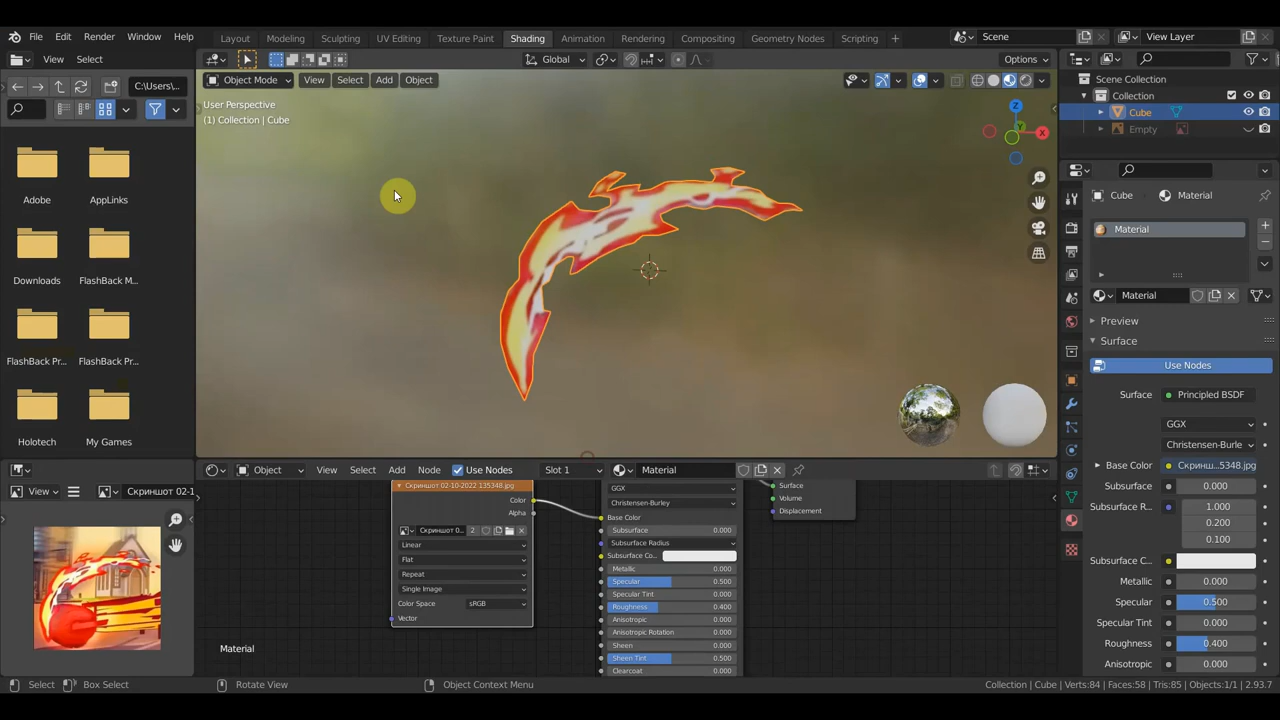 File Edit Render Window Help
Layout Modeling Sculpting UV Editing Texture Paint Shading Animation Rendering Compositing Geometry Nodes Scripting
Scene
View Layer
View Select
Global
Options
C:\Users\...
Object Mode View Select Add Object
User Perspective
(1) Collection | Cube
X
Y
Z
Scene Collection
Collection
Cube
Empty
Adobe
AppLinks
Downloads
FlashBack M...
FlashBack Pr...
FlashBack Pr...
Holotech
My Games
Cube
Material
Material
Material
Preview
Surface
Use Nodes
Surface
Principled BSDF
GGX
Christensen-Burle
Base Color
Скринш...5348.jpg
Subsurface
0.000
Subsurface R...
1.000
0.200
0.100
Subsurface C...
Metallic
0.000
Specular
0.500
Specular Tint
0.000
Roughness
0.400
Anisotropic
0.000
View
Скриншот 02-1
Object View Select Add Node Use Nodes
Slot 1
Material
Скриншот 02-10-2022 135348.jpg
Color
Alpha
Скриншот 0...
2
Linear
Flat
Repeat
Single Image
Color Space
sRGB
Vector
GGX
Christensen-Burley
Base Color
Subsurface
0.000
Subsurface Radius
Subsurface Co...
Metallic
0.000
Specular
0.500
Specular Tint
0.000
Roughness
0.400
Anisotropic
0.000
Anisotropic Rotation
0.000
Sheen
0.000
Sheen Tint
0.500
Clearcoat
0.000
Surface
Volume
Displacement
Material
Select
Box Select
Rotate View
Object Context Menu
Collection | Cube | Verts:84 | Faces:58 | Tris:85 | Objects:1/1 | 2.93.7